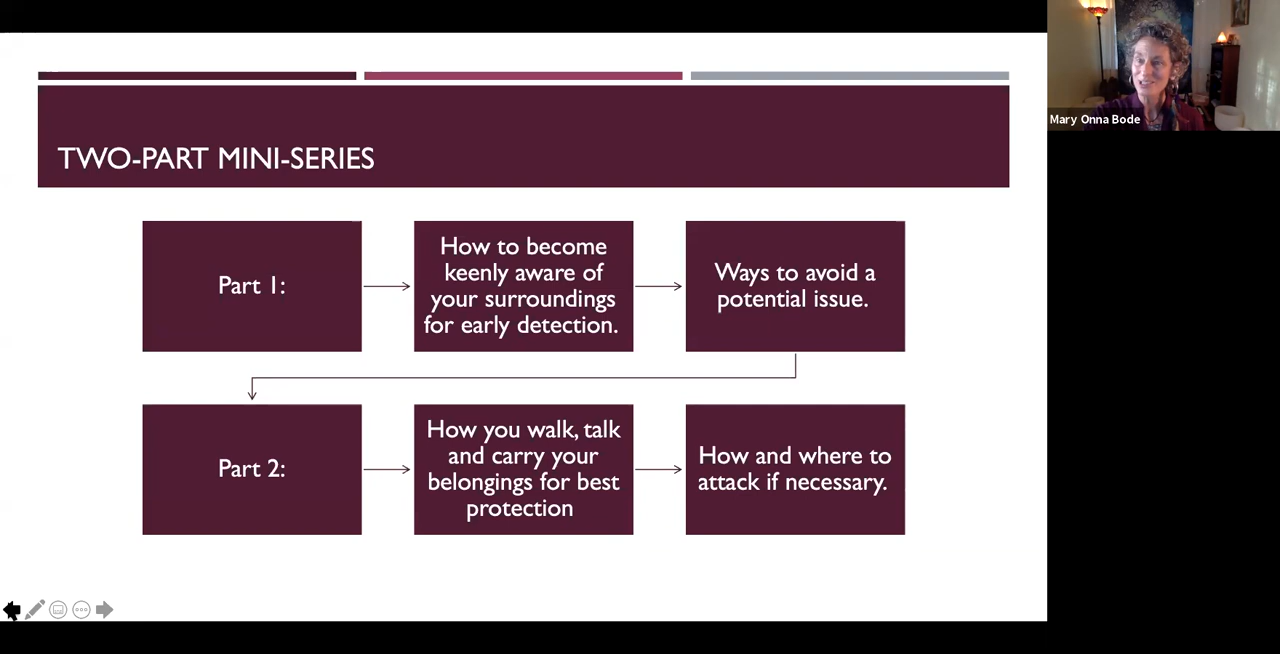 TWO-PART MINI-SERIES
Part 1:
How to become
keenly aware of
your surroundings
for early detection.
Ways to avoid a
potential issue.
Part 2:
How you walk, talk
and carry your
belongings for best
protection
How and where to
attack if necessary.
Mary Onna Bode